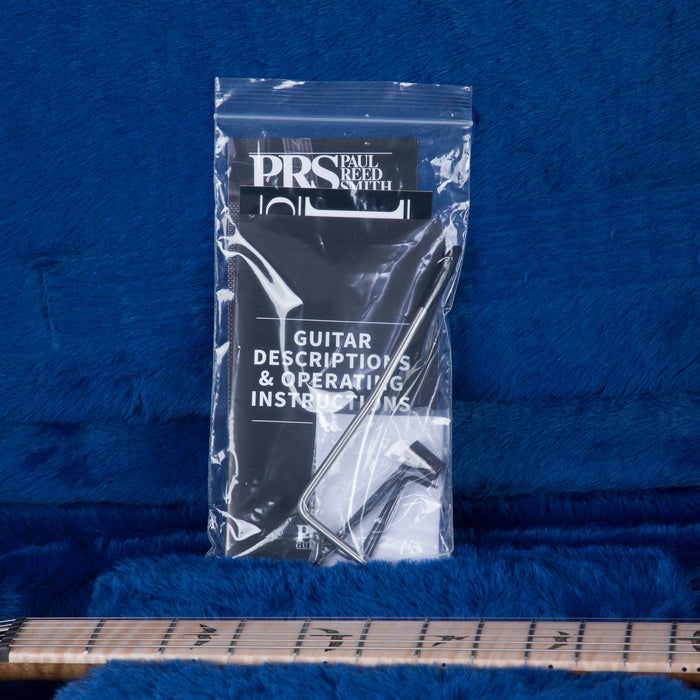 PRS PAUL
REED
SMITH
GUITAR
DESCRIPTIONS
& OPERATING
INSTRUCTIONS